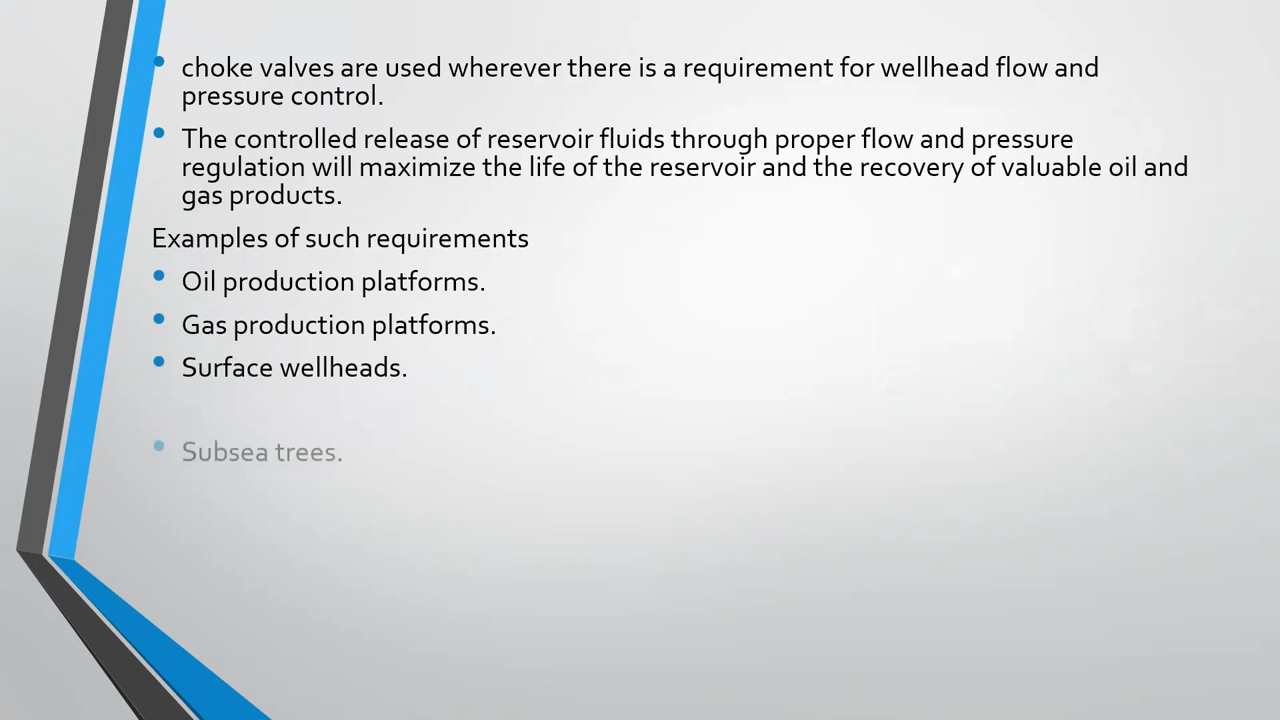 • choke valves are used wherever there is a requirement for wellhead flow and
pressure control.
• The controlled release of reservoir fluids through proper flow and pressure
regulation will maximize the life of the reservoir and the recovery of valuable oil and
gas products.
Examples of such requirements
• Oil production platforms.
• Gas production platforms.
• Surface wellheads.
• Subsea trees.